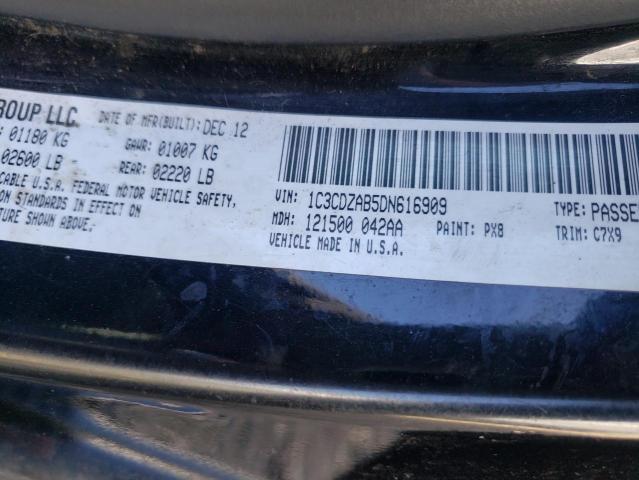 ROUP LLC
DATE OF MFR(BUILT): DEC 12
: 01180 KG
GAWR: 01007 KG
02600 LB
REAR: 02220 LB
CABLE U.S.A. FEDERAL MOTOR VEHICLE SAFETY,
ON STANDARDS IN EFFECT ON
TURE SHOWN ABOVE.
VIN: 1C3CDZAB5DN616909
TYPE: PASSE
MDH: 121500 042AA
PAINT: PX8
TRIM: C7X9
VEHICLE MADE IN U.S.A.